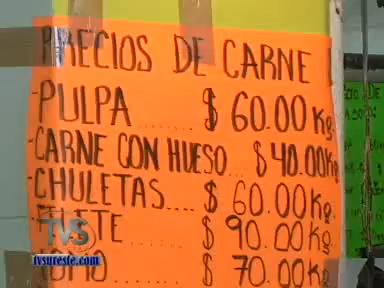 PRECIOS DE CARNE
-PULPA ........ $ 60.00 Kg.
-CARNE CON HUESO... $ 40.00 Kg
-CHULETAS .... $ 60.00 Kg.
-FILETE $ 90.00 Kg.
LOMO $ 70.00 Kg.
TVS
tvsureste.com